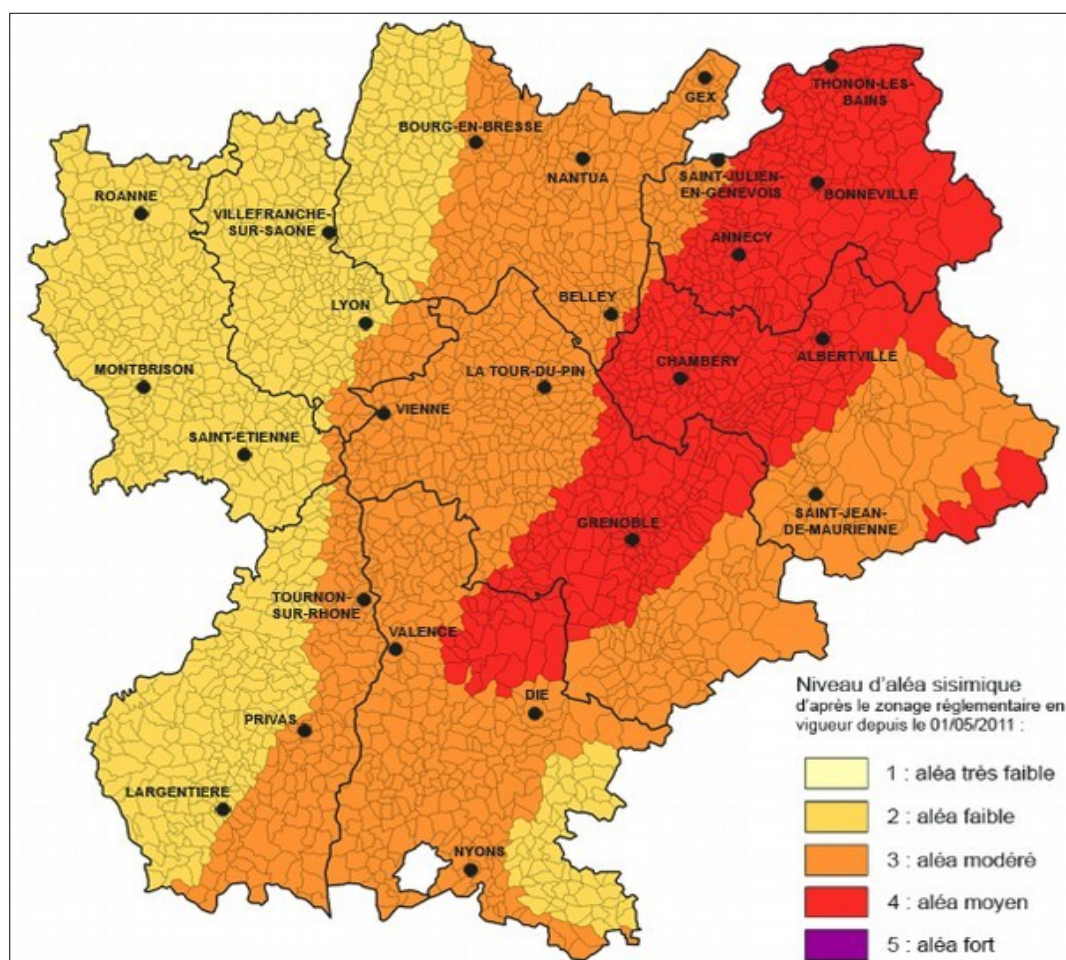 THONON-LES-
BAINS
GEX
BOURG-EN-BRESSE
NANTUA
SAINT-JULIEN-
EN-GENEVOIS
BONNEVILLE
ROANNE
VILLEFRANCHE-
SUR-SAONE
ANNECY
LYON
BELLEY
ALBERTVILLE
CHAMBERY
MONTBRISON
LA TOUR-DU-PIN
VIENNE
SAINT-ETIENNE
SAINT-JEAN-
DE-MAURIENNE
GRENOBLE
TOURNON-
SUR-RHONE
VALENCE
DIE
PRIVAS
LARGENTIERE
NYONS
Niveau d'aléa sisimique
d'après le zonage règlementaire en
vigueur depuis le 01/05/2011 :
1 : aléa très faible
2 : aléa faible
3 : aléa modéré
4 : aléa moyen
5 : aléa fort